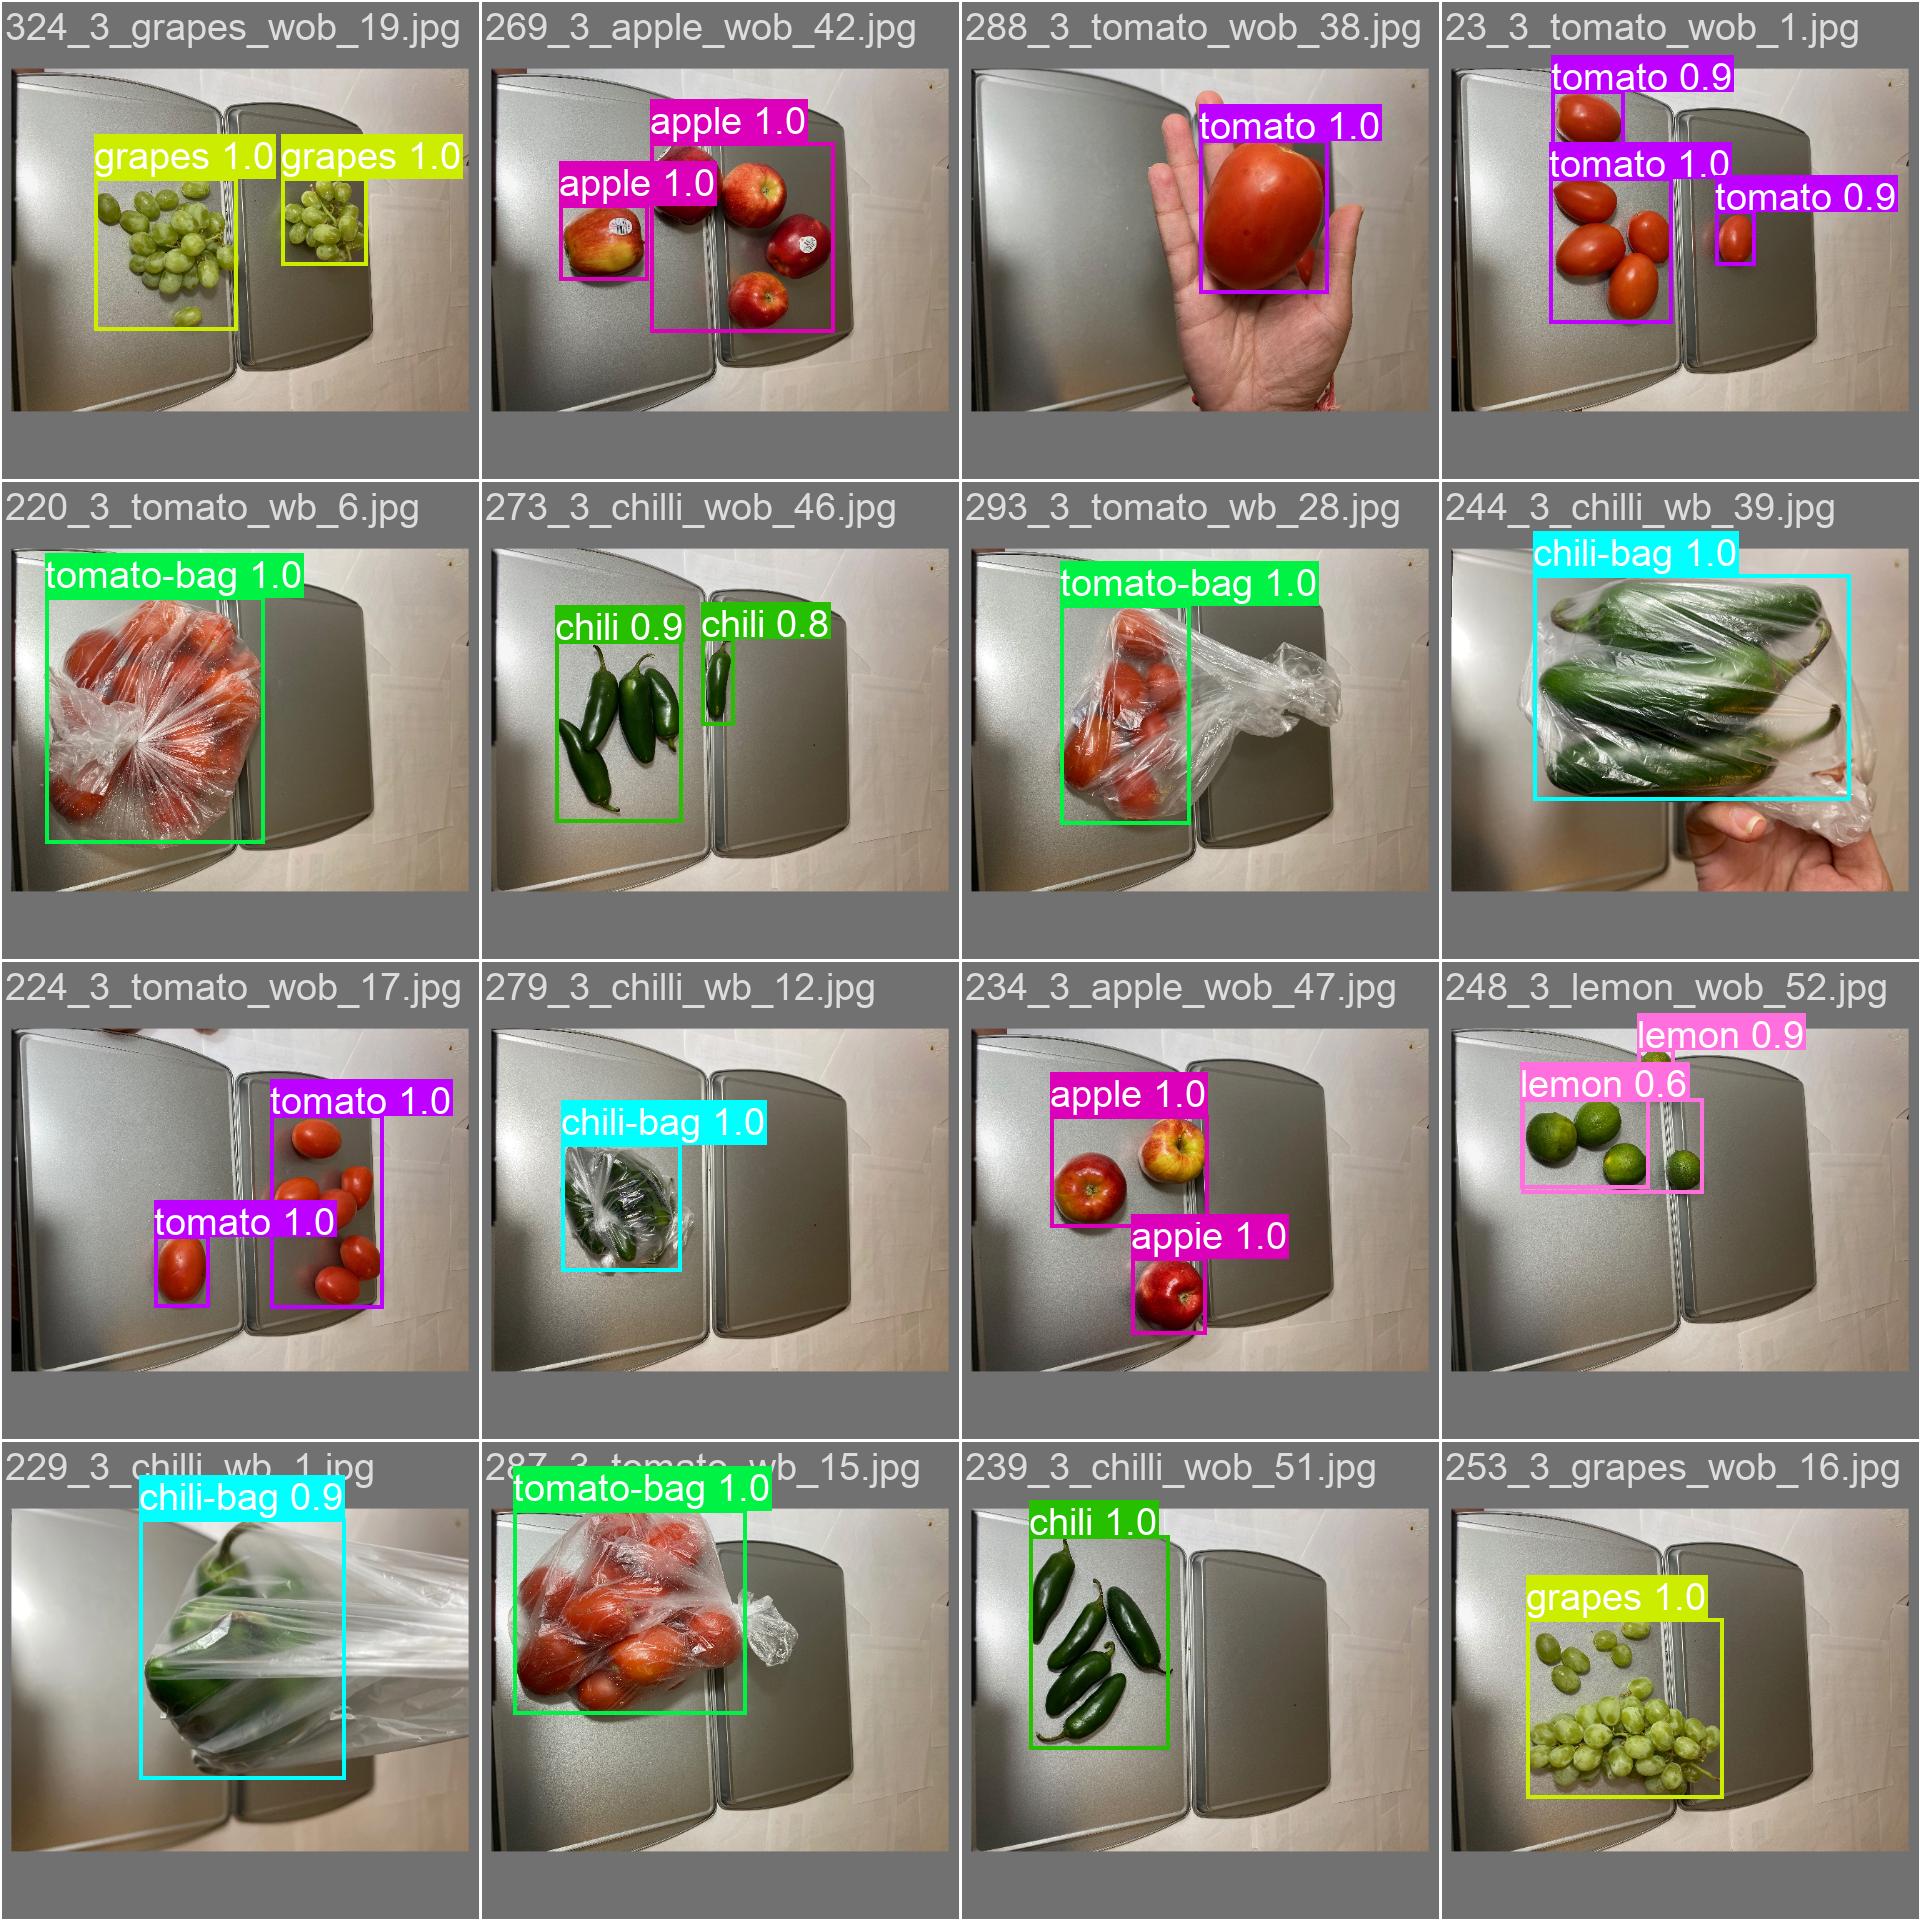 324_3_grapes_wob_19.jpg
grapes 1.0
grapes 1.0
269_3_apple_wob_42.jpg
apple 1.0
apple 1.0
288_3_tomato_wob_38.jpg
tomato 1.0
23_3_tomato_wob_1.jpg
tomato 0.9
tomato 1.0
tomato 0.9
220_3_tomato_wb_6.jpg
tomato-bag 1.0
273_3_chilli_wob_46.jpg
chili 0.9
chili 0.8
293_3_tomato_wb_28.jpg
tomato-bag 1.0
244_3_chilli_wb_39.jpg
chili-bag 1.0
224_3_tomato_wob_17.jpg
tomato 1.0
tomato 1.0
279_3_chilli_wb_12.jpg
chili-bag 1.0
234_3_apple_wob_47.jpg
apple 1.0
apple 1.0
248_3_lemon_wob_52.jpg
lemon 0.9
lemon 0.6
229_3_chilli_wb_1.jpg
chili-bag 0.9
287_3_tomato_wb_15.jpg
tomato-bag 1.0
239_3_chilli_wob_51.jpg
chili 1.0
253_3_grapes_wob_16.jpg
grapes 1.0